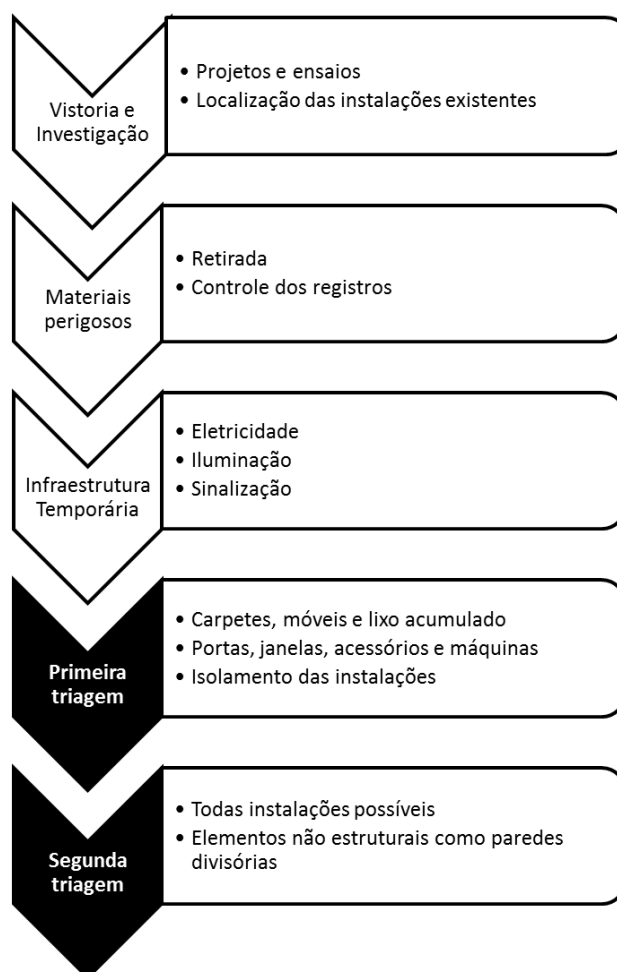 Vistoria e
Investigação
• Projetos e ensaios
• Localização das instalações existentes
Materiais
perigosos
• Retirada
• Controle dos registros
Infraestrutura
Temporária
• Eletricidade
• Iluminação
• Sinalização
Primeira
triagem
• Carpetes, móveis e lixo acumulado
• Portas, janelas, acessórios e máquinas
• Isolamento das instalações
Segunda
triagem
• Todas instalações possíveis
• Elementos não estruturais como paredes
divisórias